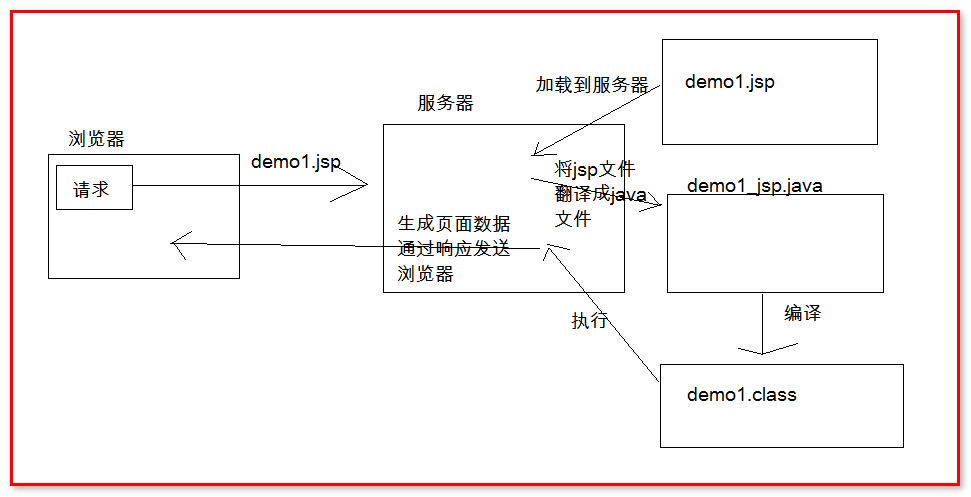 浏览器
请求
demo1.jsp
服务器
加载到服务器
demo1.jsp
将jsp文件
翻译成java
文件
demo1_jsp.java
编译
demo1.class
执行
生成页面数据
通过响应发送
浏览器